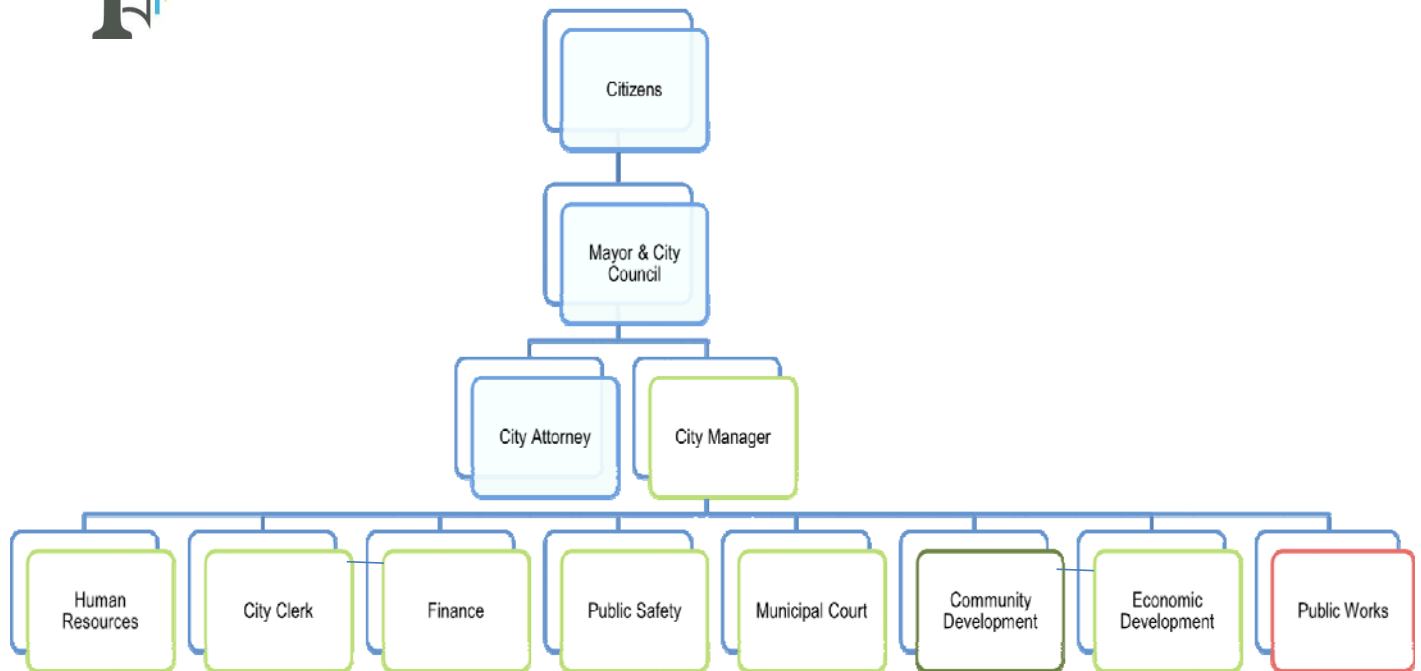 Citizens
Mayor & City
Council
City Attorney
City Manager
Human
Resources
City Clerk
Finance
Public Safety
Municipal Court
Community
Development
Economic
Development
Public Works